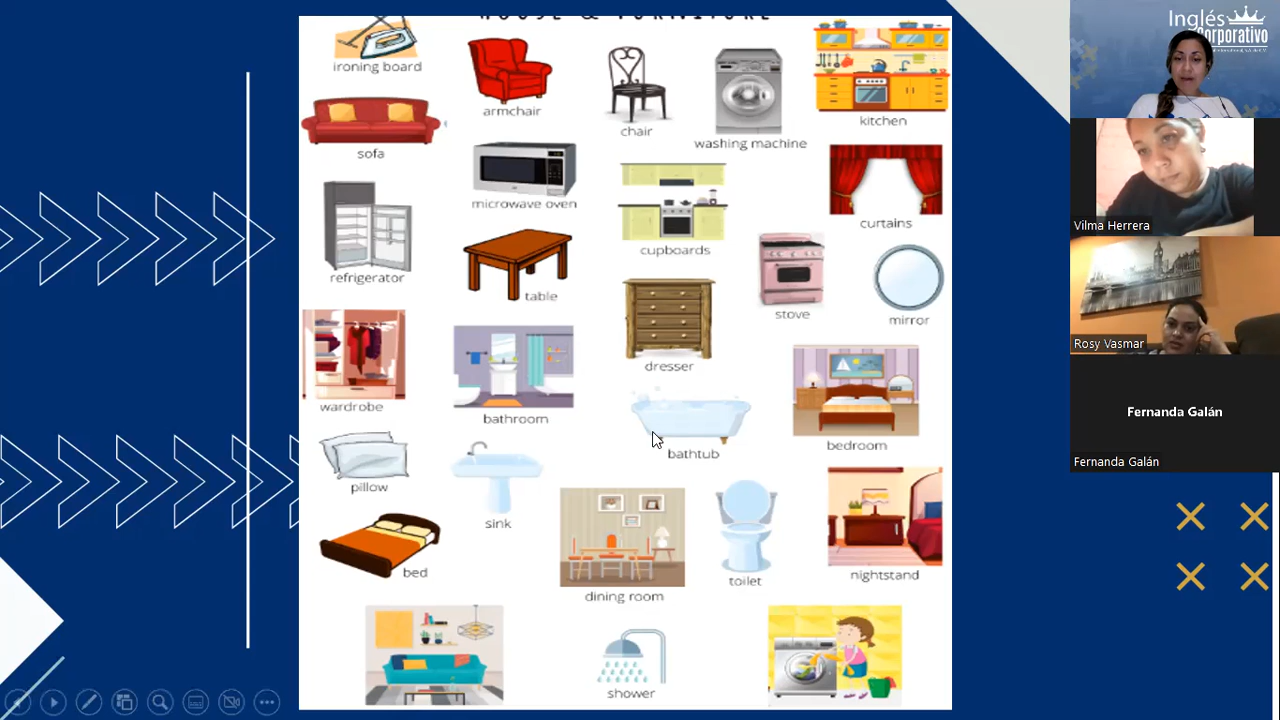 HOUSE & FURNITURE
ironing board
armchair
chair
washing machine
kitchen
sofa
microwave oven
cupboards
curtains
refrigerator
table
stove
mirror
dresser
wardrobe
bathroom
bathtub
bedroom
pillow
sink
bed
dining room
toilet
nightstand
shower
Inglés
Corporativo
Vilma Herrera
Rosy Vasmar
Fernanda Galán
Fernanda Galán